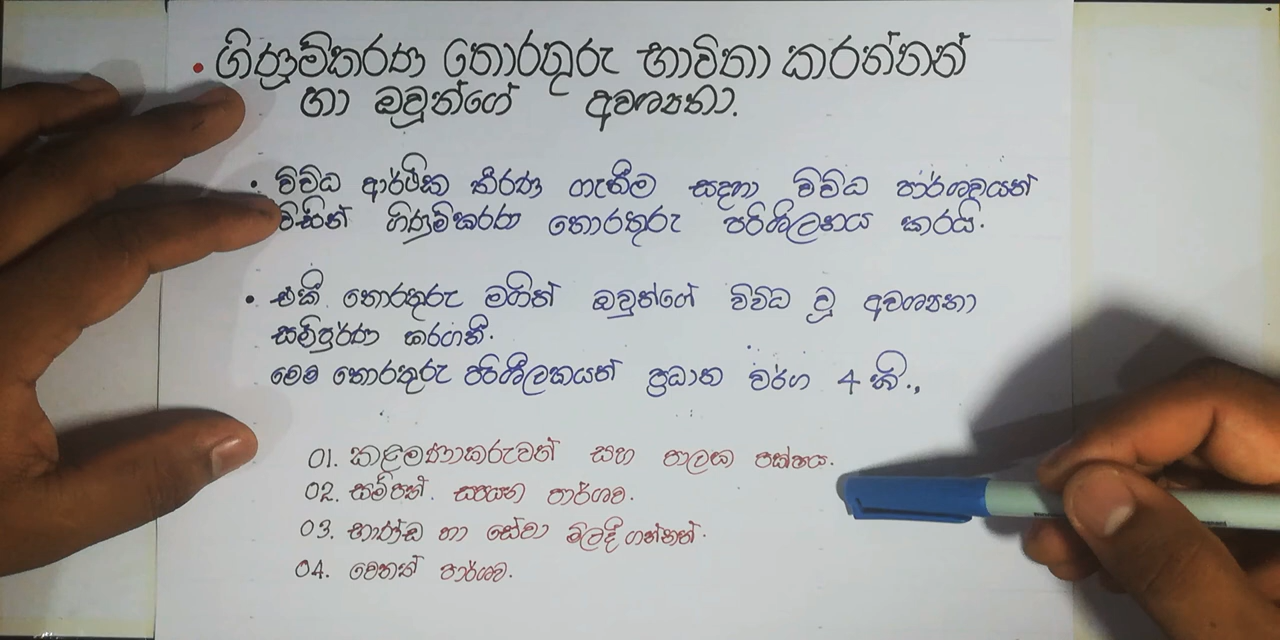 • ගිණුම්කරණ තොරතුරු භාවිතා කරන්නන්
හා ඔවුන්ගේ අවශ්‍යතා.
• විවිධ ආර්ථික තීරණ ගැනීම සඳහා විවිධ පාර්ශවයන්
විසින් ගිණුම්කරණ තොරතුරු පරිශීලනය කරයි.
• එකී තොරතුරු මගින් ඔවුන්ගේ විවිධ වූ අවශ්‍යතා
සම්පූර්ණ කරගනී.
මෙම තොරතුරු පරිශීලකයන් ප්‍රධාන වර්ග 4 කි.,
01. කළමණාකරුවන් සහ පාලක පක්ෂය.
02. සම්පත් සපයන පාර්ශව.
03. භාණ්ඩ හා සේවා මිලදී ගන්නන්.
04. වෙනත් පාර්ශව.